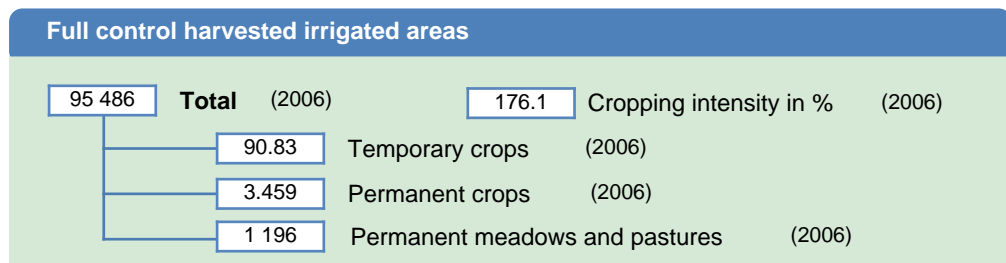 Full control harvested irrigated areas
95 486 Total (2006) 176.1 Cropping intensity in % (2006)
90.83 Temporary crops (2006)
3.459 Permanent crops (2006)
1 196 Permanent meadows and pastures (2006)